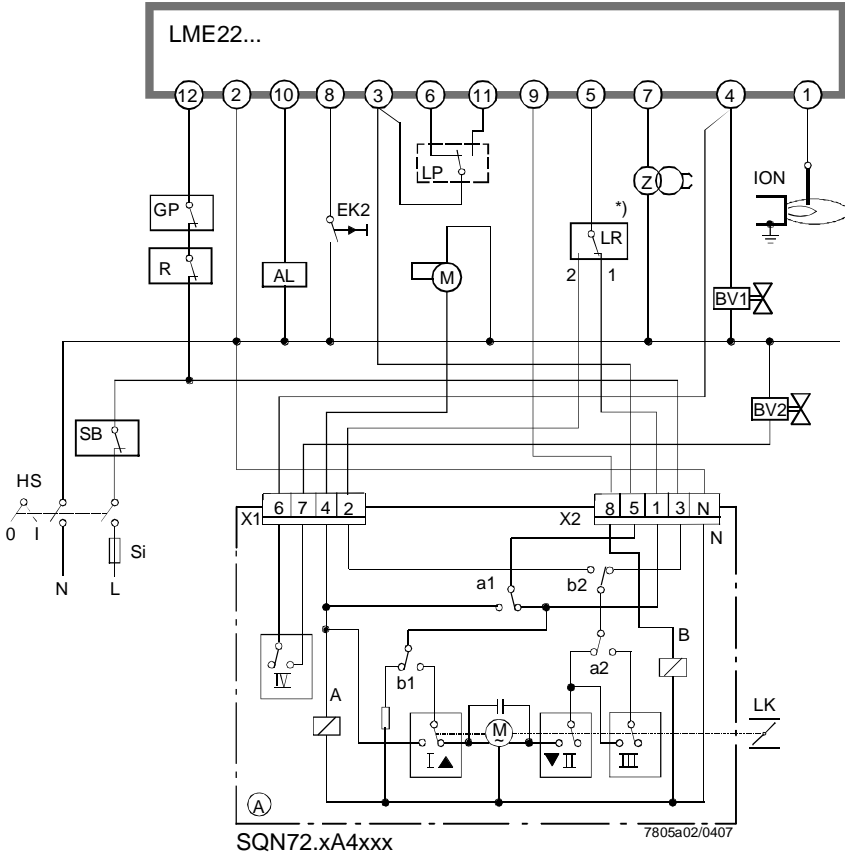 LME22...
12 2 10 8 3 6 11 9 5 7 4 1
LP
Z
ION
GP
EK2
*)
LR
R
AL
M
2 1
BV1
BV2
SB
HS
0 I
Si
N L
X1 6 7 4 2
X2 8 5 1 3 N
N
a1
b2
B
IV
A
b1
a2
LK
M
~
I ▲
▼ II
III
A
SQN72.xA4xxx
7805a02/0407